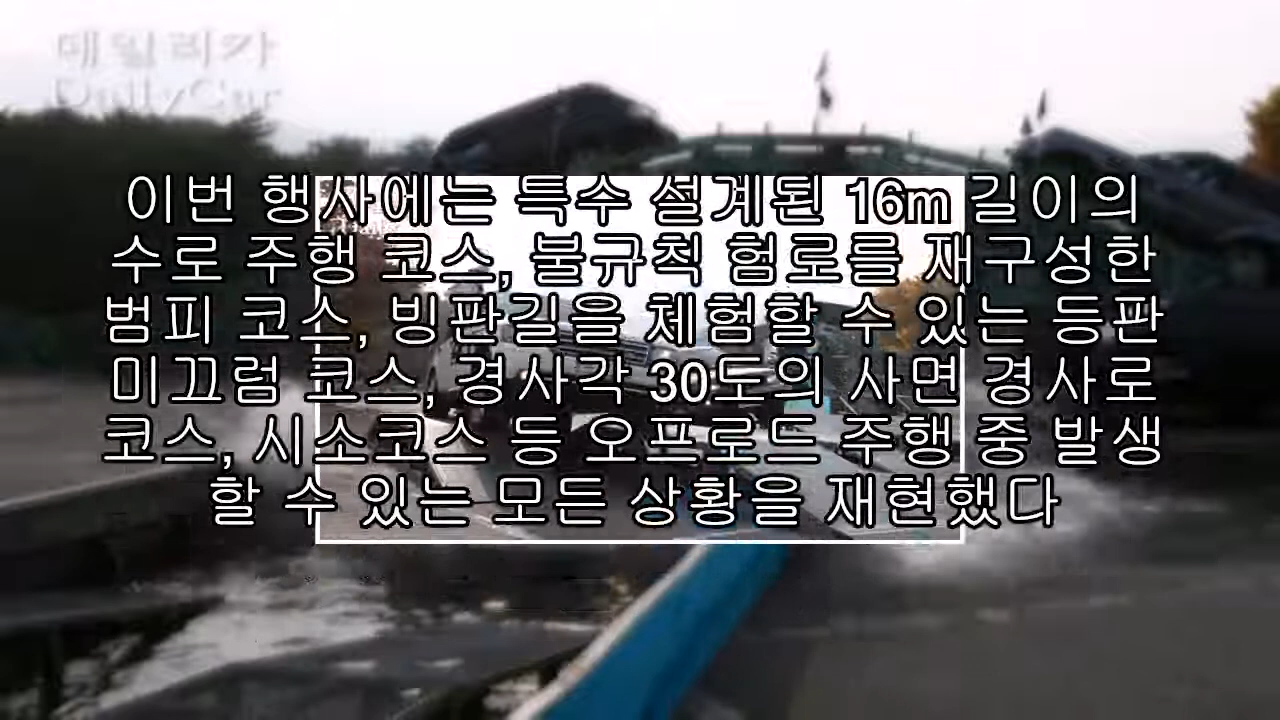 데일리카
DailyCar
이번 행사에는 특수 설계된 16m 길이의
수로 주행 코스, 불규칙 험로를 재구성한
범피 코스, 빙판길을 체험할 수 있는 등판
미끄럼 코스, 경사각 30도의 사면 경사로
코스, 시소코스 등 오프로드 주행 중 발생
할 수 있는 모든 상황을 재현했다